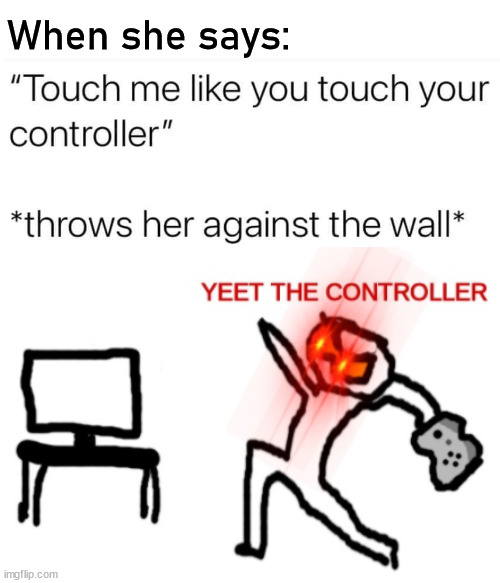 When she says:
“Touch me like you touch your
controller”
*throws her against the wall*
YEET THE CONTROLLER
imgflip.com